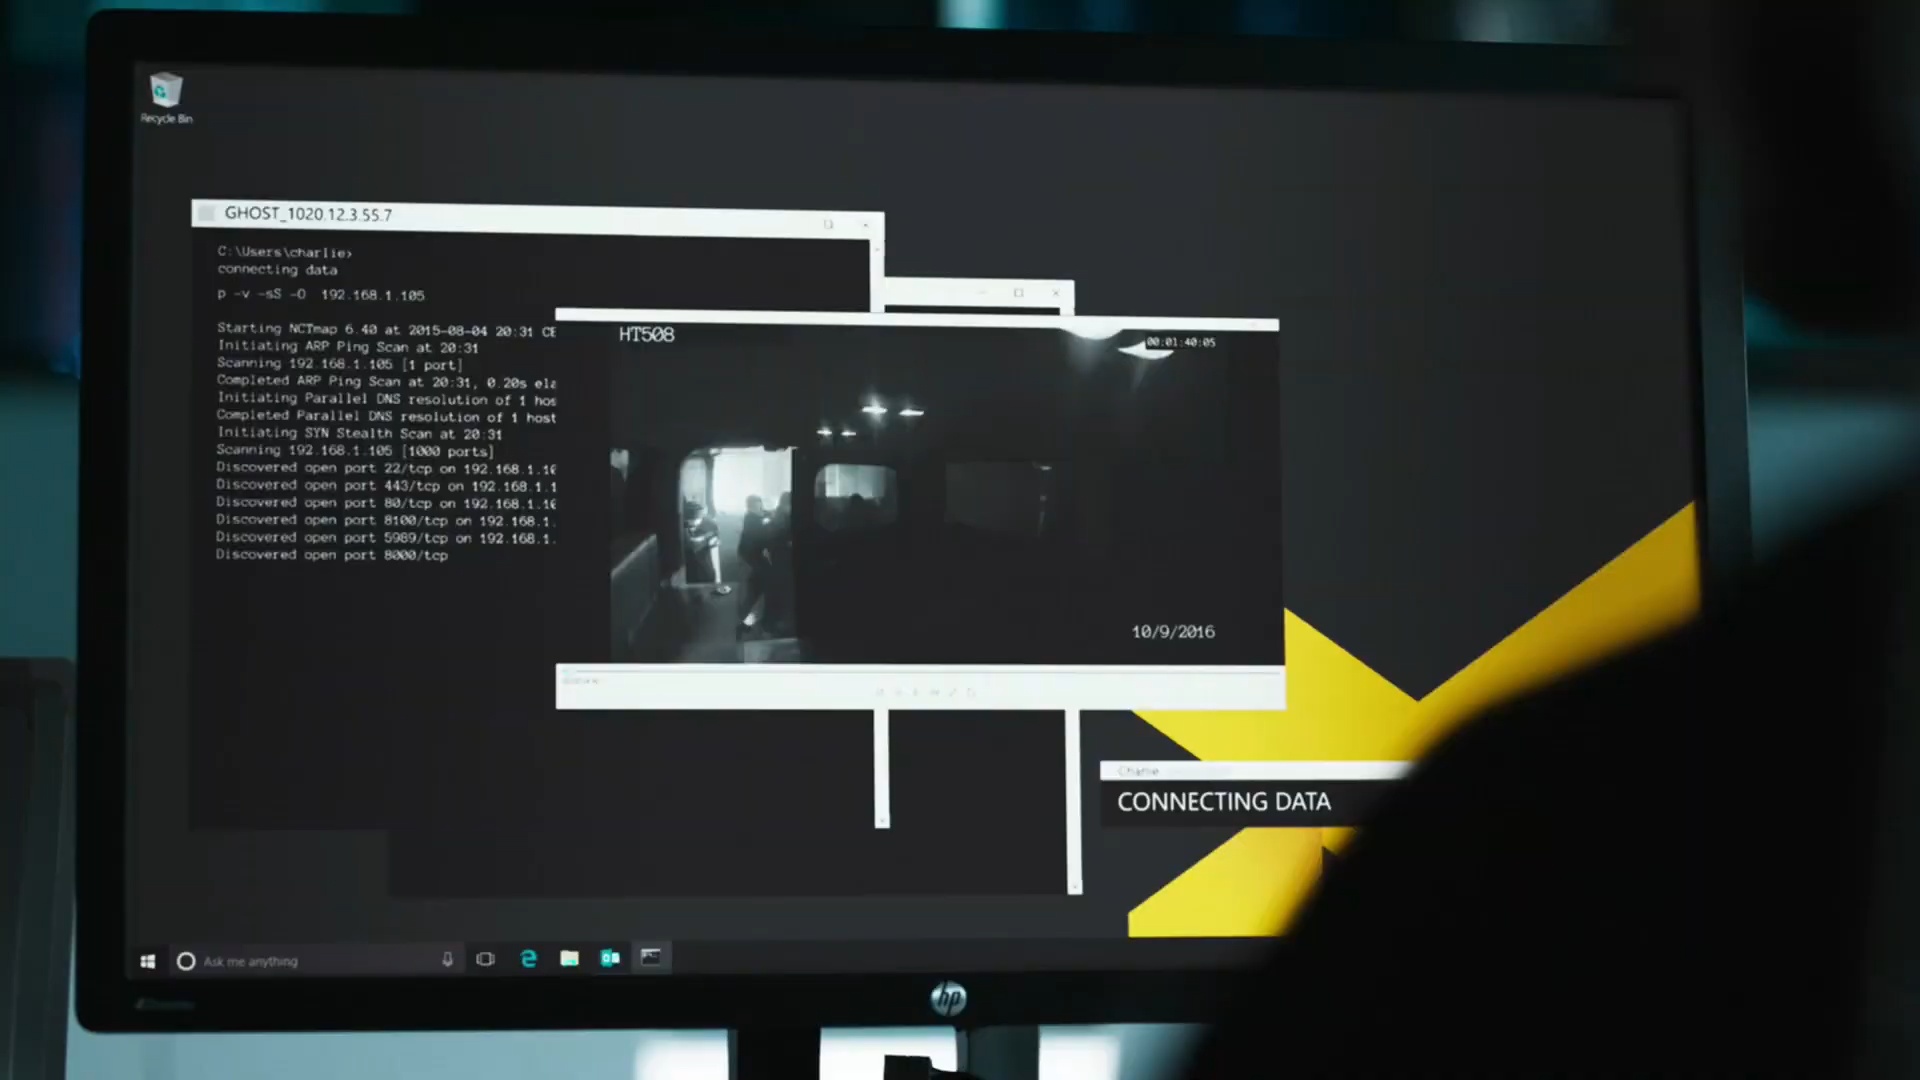 Recycle Bin
GHOST_1020.12.3.55.7
C:\Users\charlie>
connecting data
p -v -sS -O 192.168.1.105
Starting NCTmap 6.40 at 2015-08-04 20:31 CE
Initiating ARP Ping Scan at 20:31
Scanning 192.168.1.105 [1 port]
Completed ARP Ping Scan at 20:31, 0.20s ela
Initiating Parallel DNS resolution of 1 hos
Completed Parallel DNS resolution of 1 host
Initiating SYN Stealth Scan at 20:31
Scanning 192.168.1.105 [1000 ports]
Discovered open port 22/tcp on 192.168.1.10
Discovered open port 443/tcp on 192.168.1.1
Discovered open port 80/tcp on 192.168.1.10
Discovered open port 8100/tcp on 192.168.1.
Discovered open port 5989/tcp on 192.168.1.
Discovered open port 8000/tcp
HT508
00:01:40:05
10/9/2016
Charlie
CONNECTING DATA
Ask me anything
hp